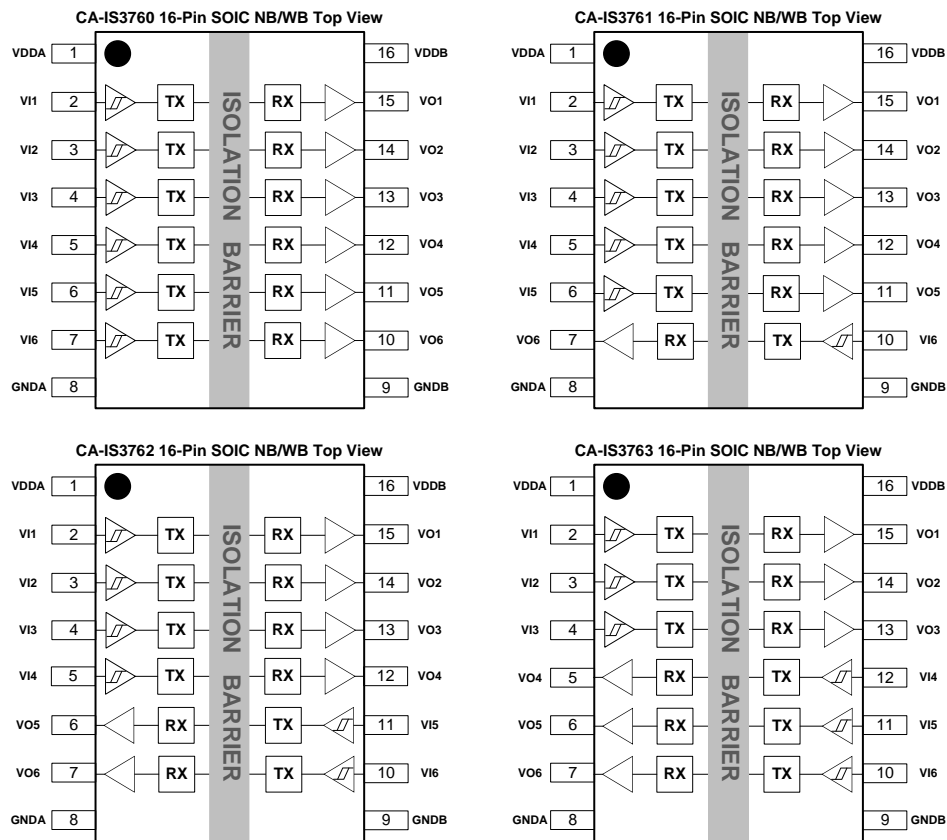 CA-IS3760 16-Pin SOIC NB/WB Top View
VDDA 1 16 VDDB
VI1 2 TX RX 15 VO1
VI2 3 TX RX 14 VO2
VI3 4 TX RX 13 VO3
VI4 5 TX RX 12 VO4
VI5 6 TX RX 11 VO5
VI6 7 TX RX 10 VO6
GNDA 8 9 GNDB
ISOLATION BARRIER
CA-IS3761 16-Pin SOIC NB/WB Top View
VDDA 1 16 VDDB
VI1 2 TX RX 15 VO1
VI2 3 TX RX 14 VO2
VI3 4 TX RX 13 VO3
VI4 5 TX RX 12 VO4
VI5 6 TX RX 11 VO5
VO6 7 RX TX 10 VI6
GNDA 8 9 GNDB
ISOLATION BARRIER
CA-IS3762 16-Pin SOIC NB/WB Top View
VDDA 1 16 VDDB
VI1 2 TX RX 15 VO1
VI2 3 TX RX 14 VO2
VI3 4 TX RX 13 VO3
VI4 5 TX RX 12 VO4
VO5 6 RX TX 11 VI5
VO6 7 RX TX 10 VI6
GNDA 8 9 GNDB
ISOLATION BARRIER
CA-IS3763 16-Pin SOIC NB/WB Top View
VDDA 1 16 VDDB
VI1 2 TX RX 15 VO1
VI2 3 TX RX 14 VO2
VI3 4 TX RX 13 VO3
VO4 5 RX TX 12 VI4
VO5 6 RX TX 11 VI5
VO6 7 RX TX 10 VI6
GNDA 8 9 GNDB
ISOLATION BARRIER